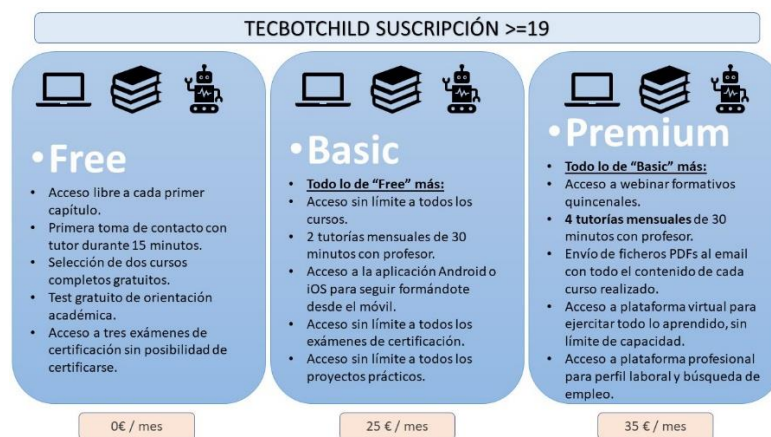 TECBOTCHILD SUSCRIPCIÓN >=19
•Free
• Acceso libre a cada primer
capítulo.
• Primera toma de contacto con
tutor durante 15 minutos.
• Selección de dos cursos
completos gratuitos.
• Test gratuito de orientación
académica.
• Acceso a tres exámenes de
certificación sin posibilidad de
certificarse.
0€ / mes
•Basic
• Todo lo de “Free” más:
• Acceso sin límite a todos los
cursos.
• 2 tutorías mensuales de 30
minutos con profesor.
• Acceso a la aplicación Android o
iOS para seguir formándote
desde el móvil.
• Acceso sin límite a todos los
exámenes de certificación.
• Acceso sin límite a todos los
proyectos prácticos.
25 € / mes
•Premium
• Todo lo de “Basic” más:
• Acceso a webinar formativos
quincenales.
• 4 tutorías mensuales de 30
minutos con profesor.
• Envío de ficheros PDFs al email
con todo el contenido de cada
curso realizado.
• Acceso a plataforma virtual para
ejercitar todo lo aprendido, sin
límite de capacidad.
• Acceso a plataforma profesional
para perfil laboral y búsqueda de
empleo.
35 € / mes